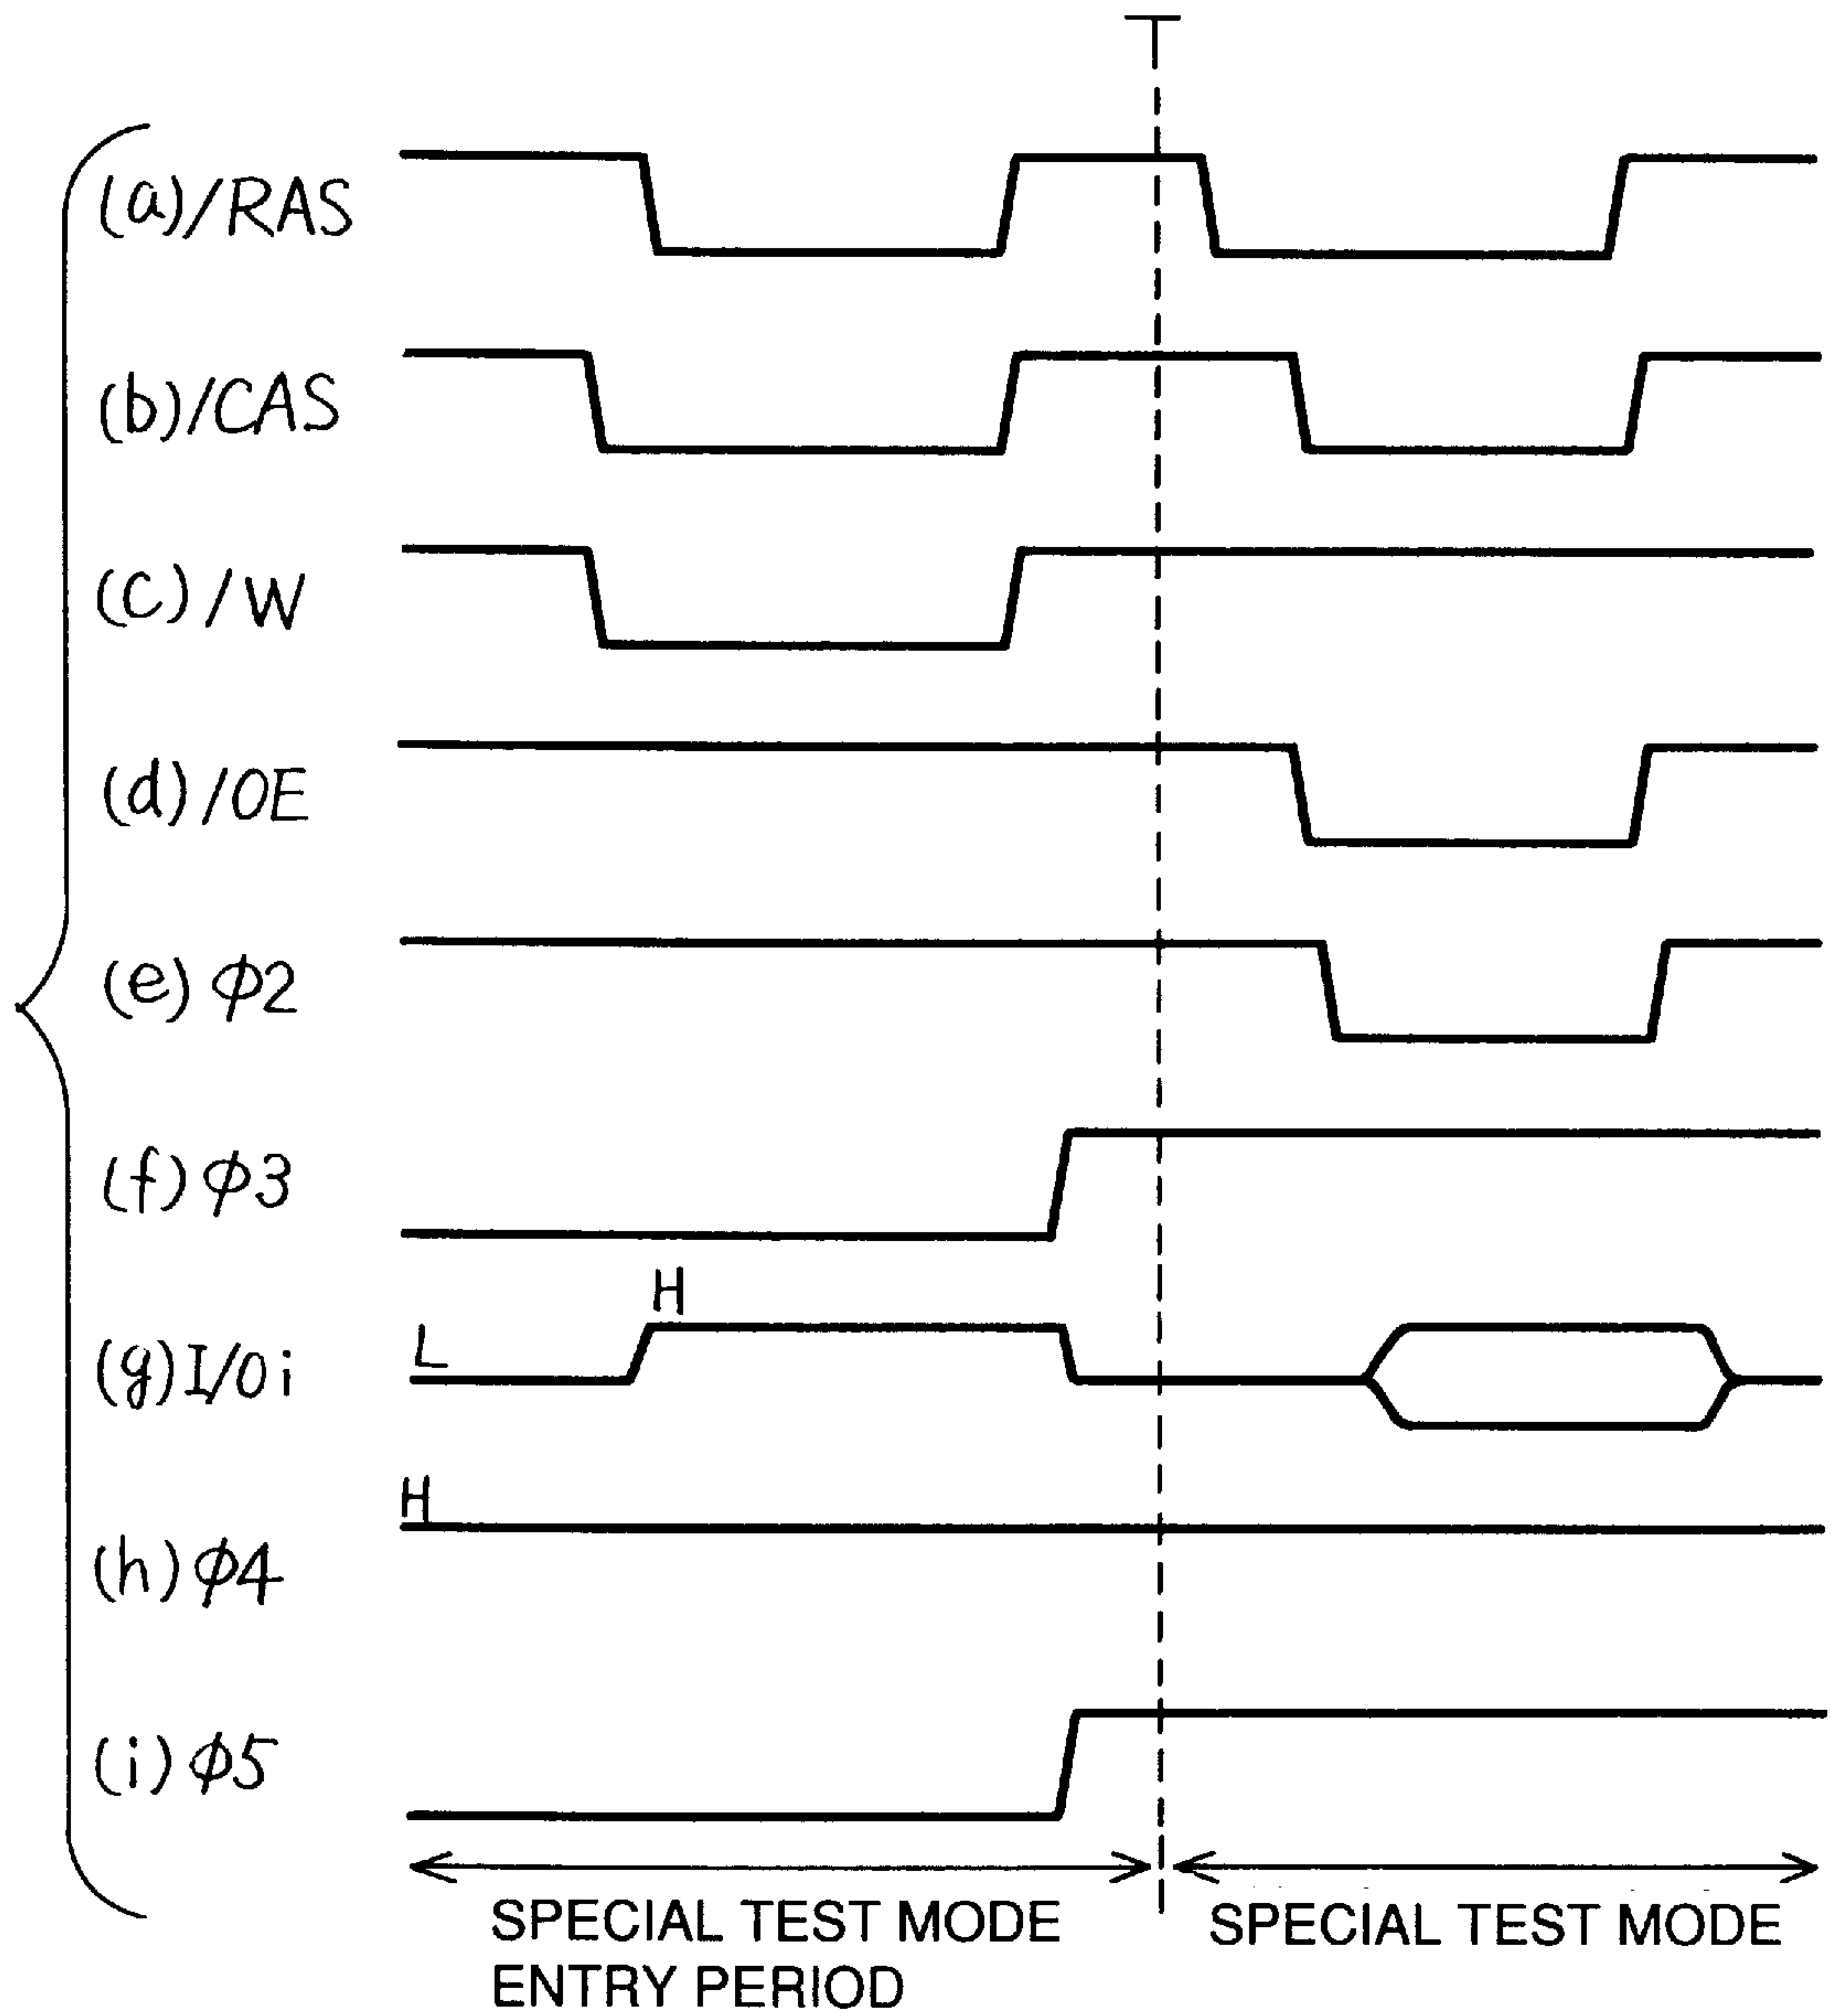 T
(a)/RAS
(b)/CAS
(c)/W
(d)/OE
(e) φ2
(f) φ3
H
L
(g) I/Oi
H
(h) φ4
(i) φ5
SPECIAL TEST MODE
ENTRY PERIOD
SPECIAL TEST MODE